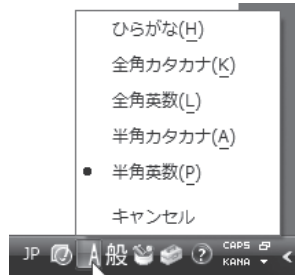 ひらがな(H)
全角カタカナ(K)
全角英数(L)
半角カタカナ(A)
半角英数(P)
キャンセル
JP A般 ? CAPS
KANA